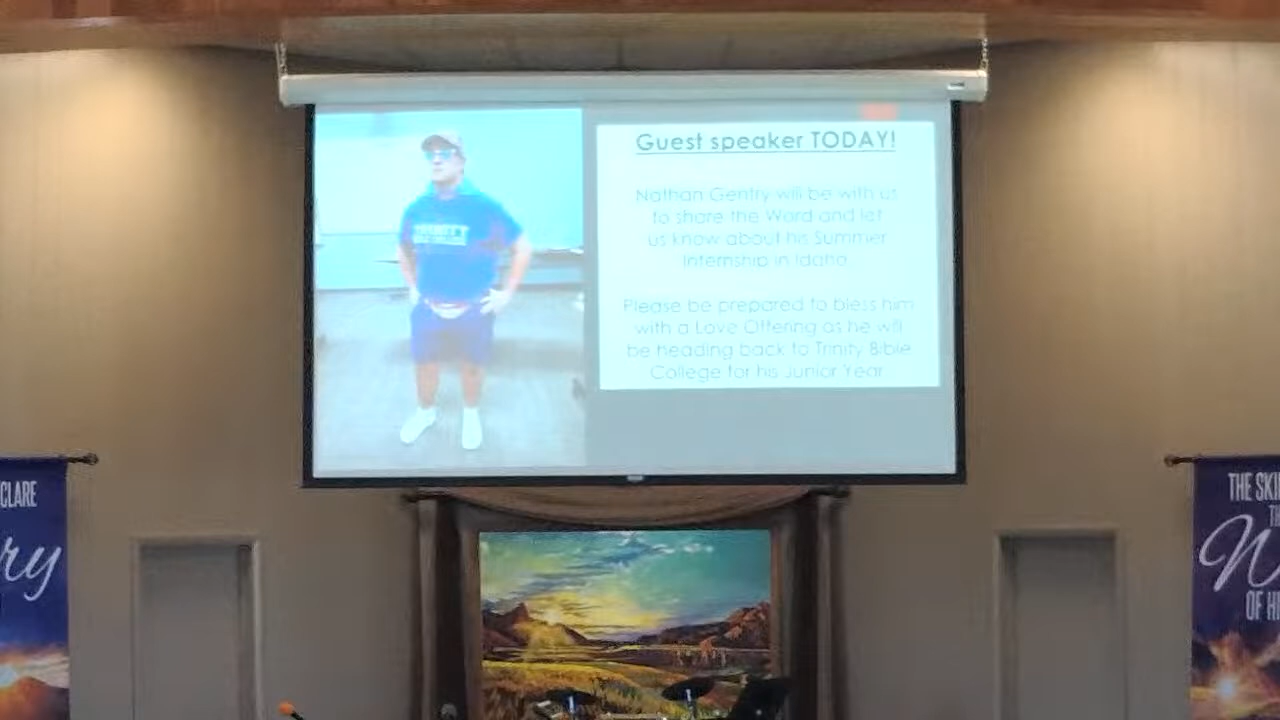 Guest speaker TODAY!
Nathan Gentry will be with us
to share the Word and let
us know about his Summer
Internship in Idaho.
Please be prepared to bless him
with a Love Offering as he will
be heading back to Trinity Bible
College for his Junior Year
TRINITY
CLARE
ry
THE SKI
T
W
OF H